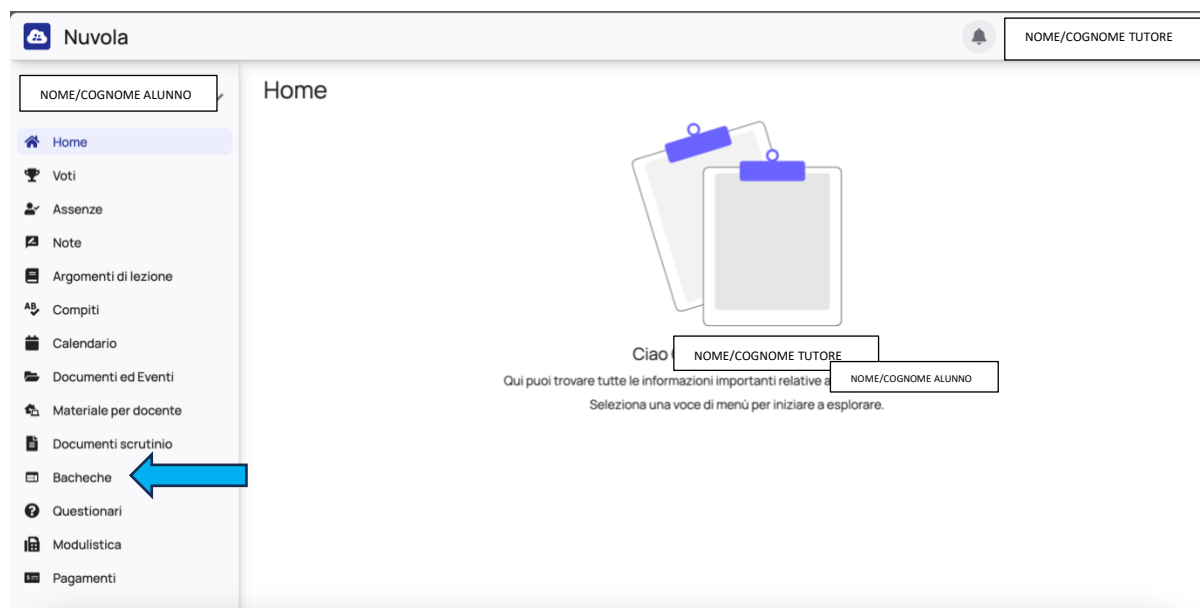 Nuvola
NOME/COGNOME TUTORE
NOME/COGNOME ALUNNO
Home
Home
Voti
Assenze
Note
Argomenti di lezione
AB
Compiti
Calendario
Documenti ed Eventi
Materiale per docente
Documenti scrutinio
Bacheche
Questionari
Modulistica
Pagamenti
Ciao NOME/COGNOME TUTORE
Qui puoi trovare tutte le informazioni importanti relative a NOME/COGNOME ALUNNO
Seleziona una voce di menù per iniziare a esplorare.